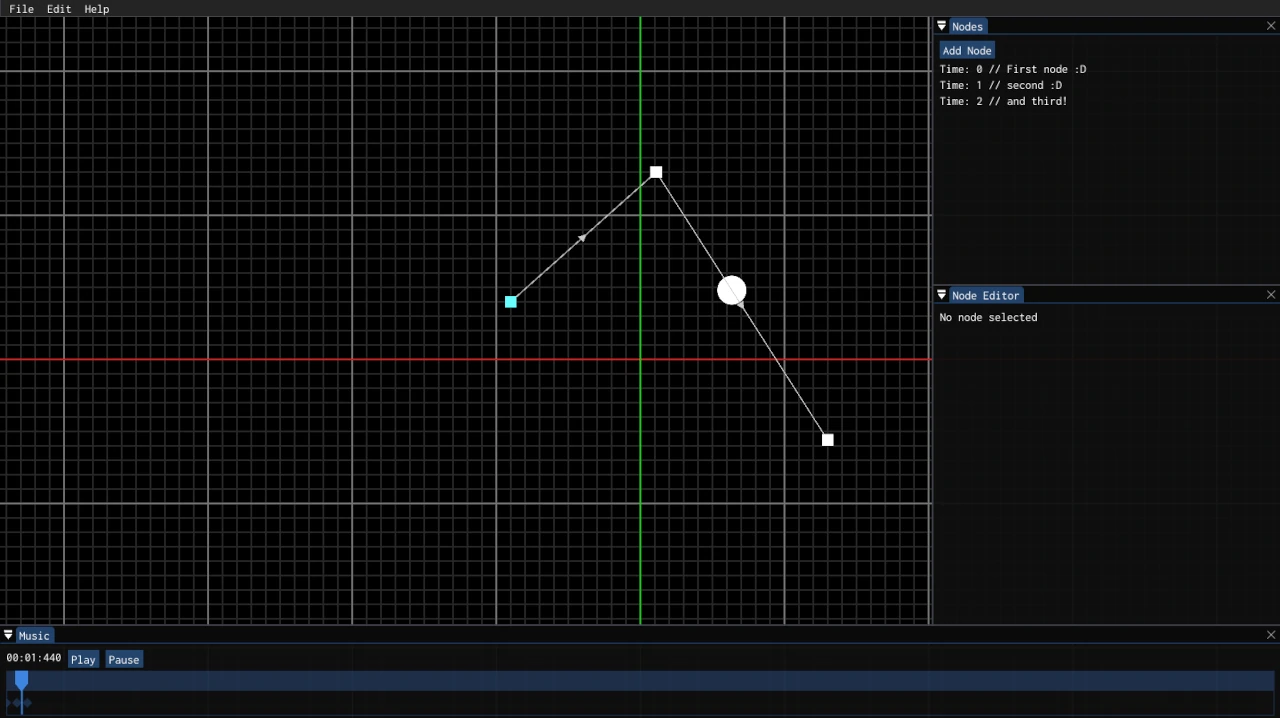 File Edit Help
Nodes
Add Node
Time: 0 // First node :D
Time: 1 // second :D
Time: 2 // and third!
Node Editor
No node selected
Music
00:01:440 Play Pause